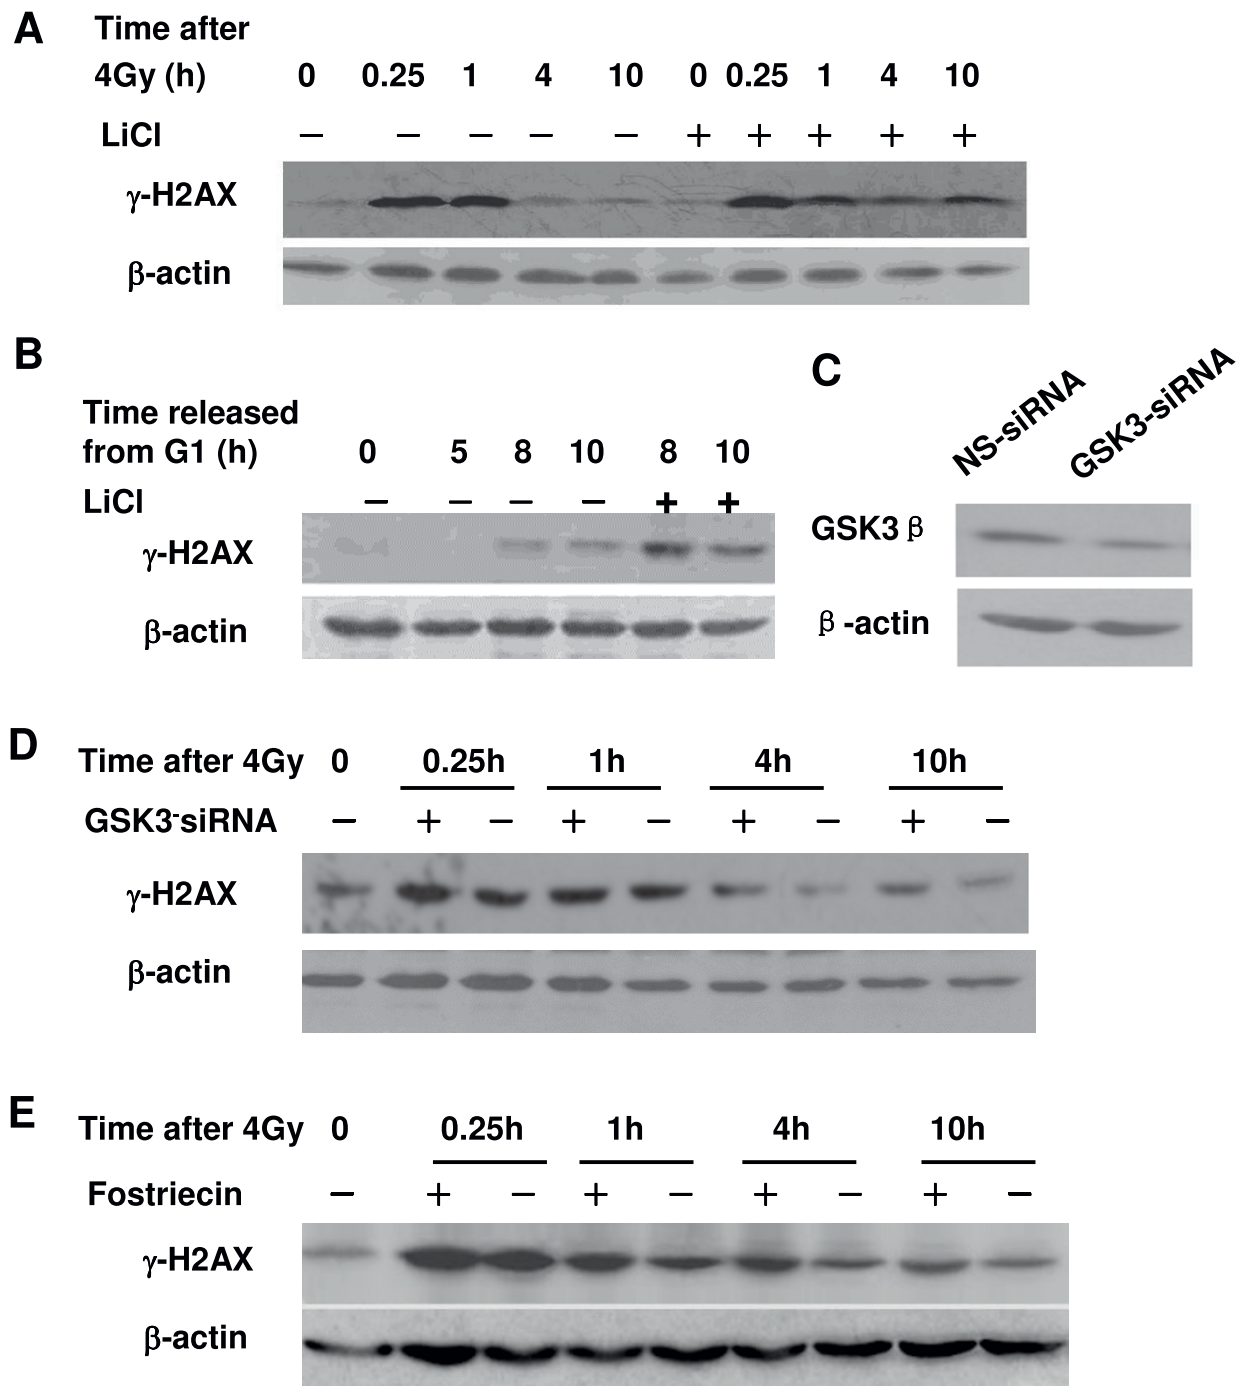 A
Time after
4Gy (h) 0 0.25 1 4 10 0 0.25 1 4 10
LiCl − − − − − + + + + +
γ-H2AX
β-actin
B
Time released
from G1 (h) 0 5 8 10 8 10
LiCl − − − − + +
γ-H2AX
β-actin
C
NS-siRNA GSK3-siRNA
GSK3 β
β -actin
D
Time after 4Gy 0 0.25h 1h 4h 10h
GSK3-siRNA − + − + − + − + −
γ-H2AX
β-actin
E
Time after 4Gy 0 0.25h 1h 4h 10h
Fostriecin − + − + − + − + −
γ-H2AX
β-actin